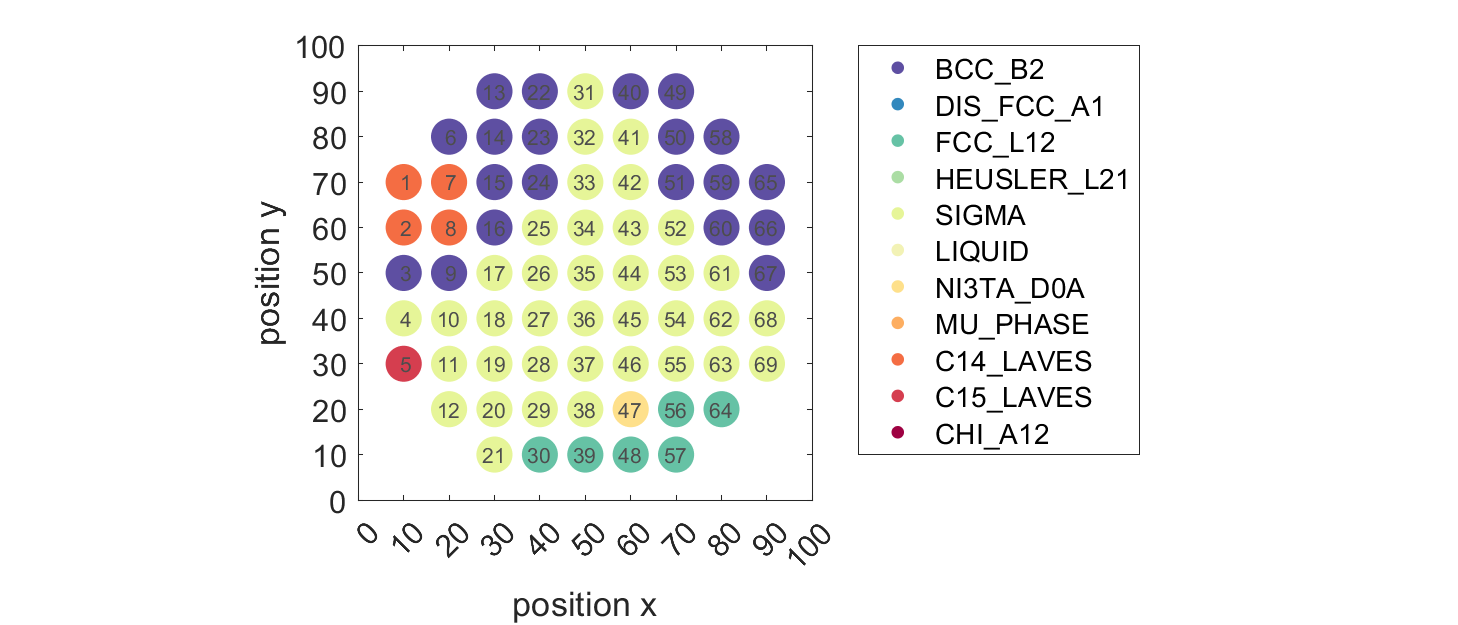 100
90
80
70
60
50
40
30
20
10
0
position y
13 22 31 40 49
6 14 23 32 41 50 58
1 7 15 24 33 42 51 59 65
2 8 16 25 34 43 52 60 66
3 9 17 26 35 44 53 61 67
4 10 18 27 36 45 54 62 68
5 11 19 28 37 46 55 63 69
12 20 29 38 47 56 64
21 30 39 48 57
0 10 20 30 40 50 60 70 80 90 100
position x
BCC_B2
DIS_FCC_A1
FCC_L12
HEUSLER_L21
SIGMA
LIQUID
NI3TA_D0A
MU_PHASE
C14_LAVES
C15_LAVES
CHI_A12